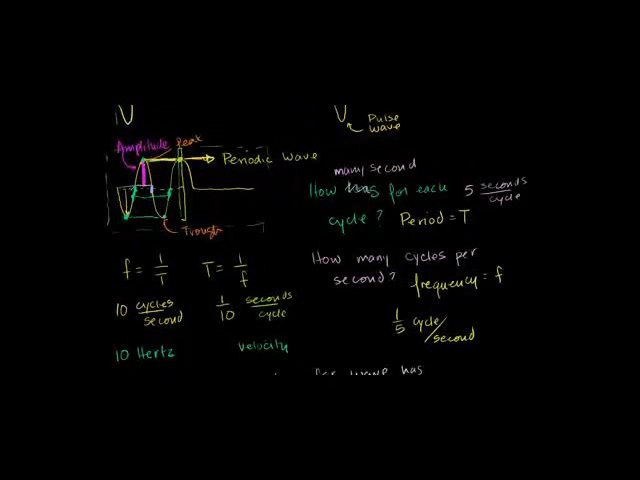 Pulse
wave
Amplitude
Peak
Periodic wave
Trough
many second
How has for each
cycle? Period = T
5 seconds/cycle
How many cycles per
second? frequency = f
1/5 cycle/second
f = 1/T
T = 1/f
10 cycles/second
1/10 seconds/cycle
10 Hertz
velocity
wave has